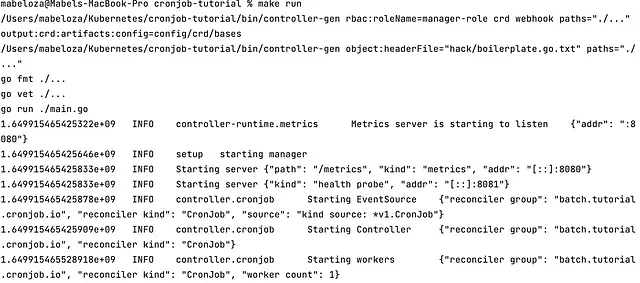 mabeloza@Mabels-MacBook-Pro cronjob-tutorial % make run
/Users/mabeloza/Kubernetes/cronjob-tutorial/bin/controller-gen rbac:roleName=manager-role crd webhook paths="./..."
output:crd:artifacts:config=config/crd/bases
/Users/mabeloza/Kubernetes/cronjob-tutorial/bin/controller-gen object:headerFile="hack/boilerplate.go.txt" paths="./
..."
go fmt ./...
go vet ./...
go run ./main.go
1.649915465425322e+09 INFO controller-runtime.metrics Metrics server is starting to listen {"addr": ":8
080"}
1.649915465425646e+09 INFO setup starting manager
1.649915465425833e+09 INFO Starting server {"path": "/metrics", "kind": "metrics", "addr": "[::]:8080"}
1.649915465425833e+09 INFO Starting server {"kind": "health probe", "addr": "[::]:8081"}
1.649915465425878e+09 INFO controller.cronjob Starting EventSource {"reconciler group": "batch.tutorial
.cronjob.io", "reconciler kind": "CronJob", "source": "kind source: *v1.CronJob"}
1.649915465425909e+09 INFO controller.cronjob Starting Controller {"reconciler group": "batch.tutorial
.cronjob.io", "reconciler kind": "CronJob"}
1.649915465528918e+09 INFO controller.cronjob Starting workers {"reconciler group": "batch.tutorial
.cronjob.io", "reconciler kind": "CronJob", "worker count": 1}